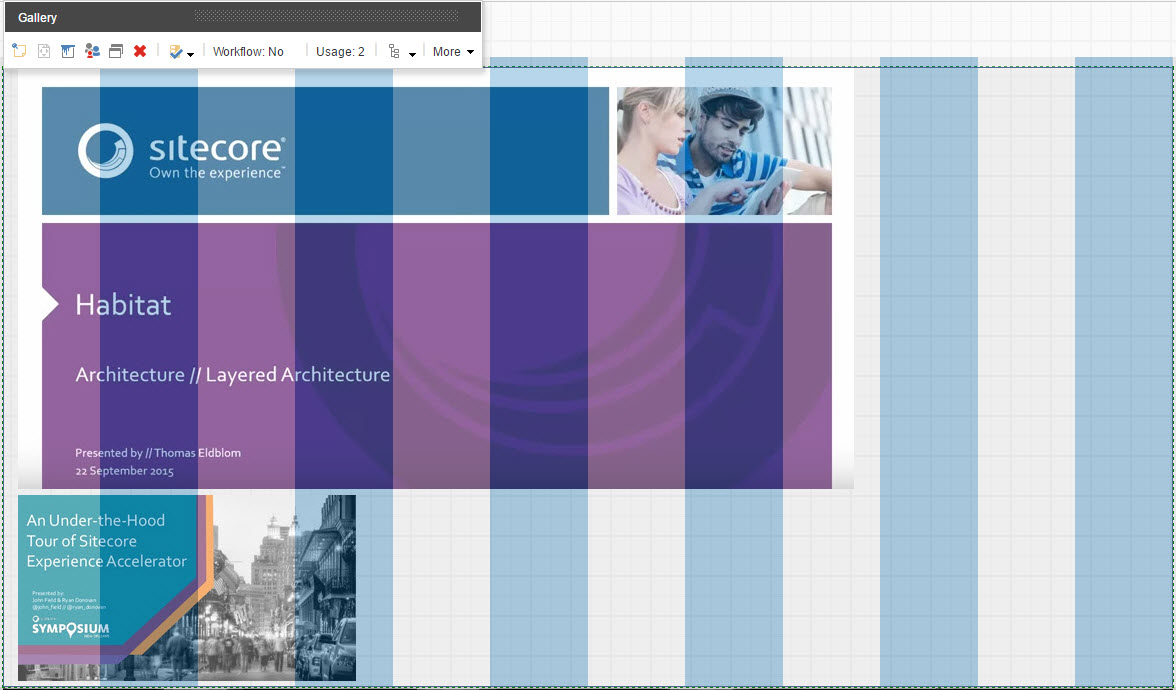 Gallery
Workflow: No
Usage: 2
More
sitecore®
Own the experience™
Habitat
Architecture // Layered Architecture
Presented by // Thomas Eldblom
22 September 2015
An Under-the-Hood
Tour of Sitecore
Experience Accelerator
Presented by:
John Field & Ryan Donovan
@john_field // @ryan_donovan
SYMPOSIUM
NEW ORLEANS